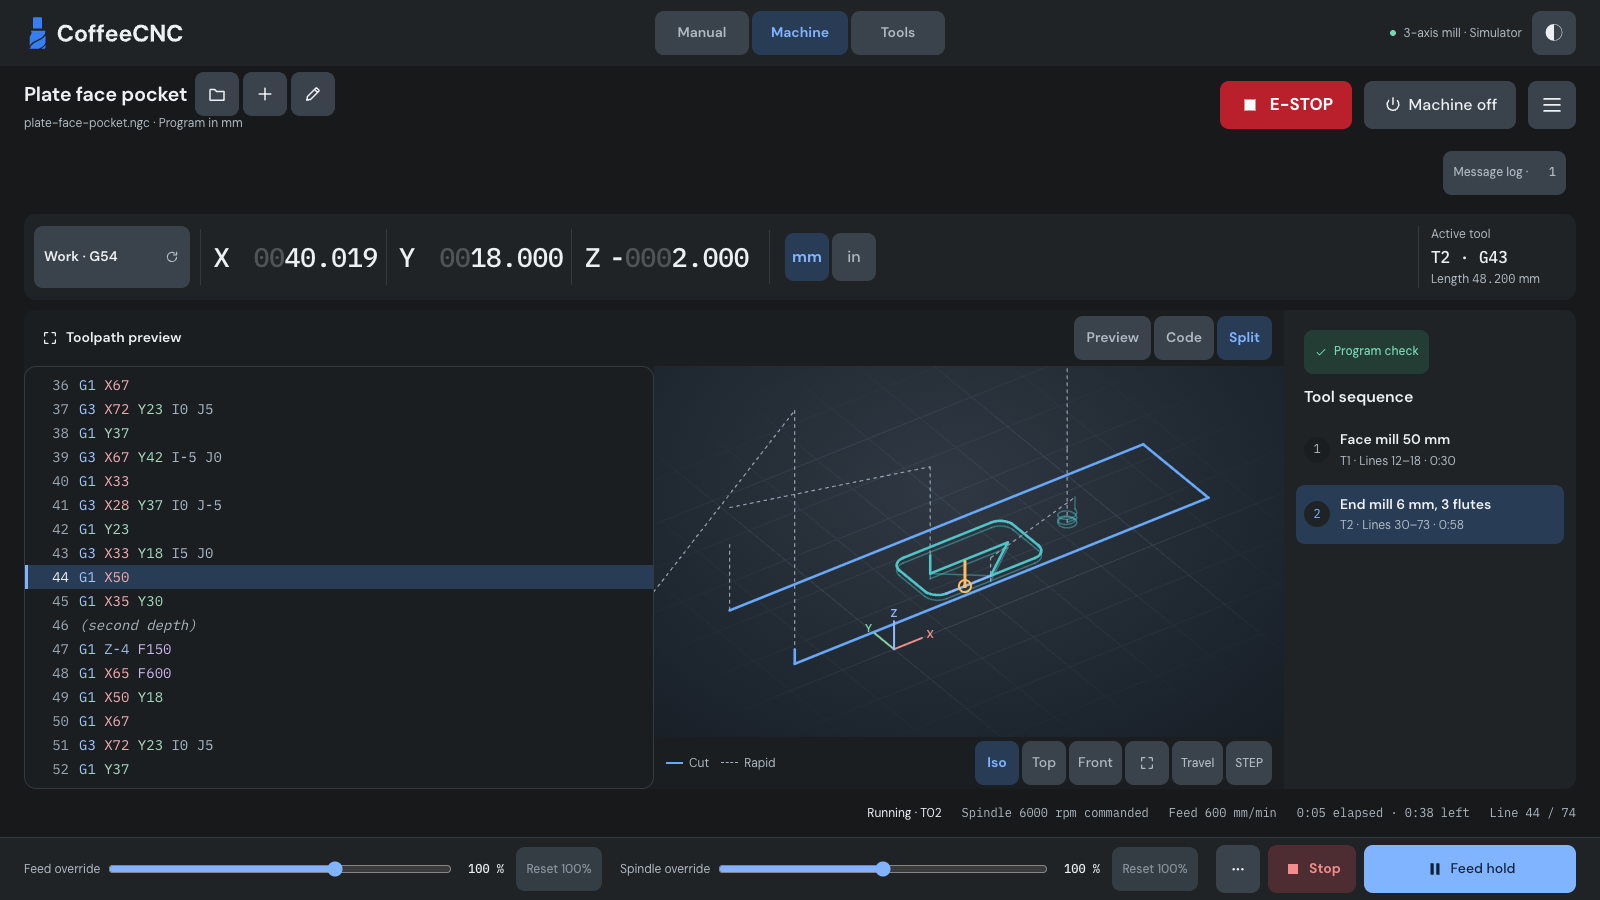 CoffeeCNC
Manual
Machine
Tools
3-axis mill · Simulator
Plate face pocket
plate-face-pocket.ngc · Program in mm
E-STOP
Machine off
Message log · 1
Work · G54
X 0040.019
Y 0018.000
Z -0002.000
mm
in
Active tool
T2 · G43
Length 48.200 mm
Toolpath preview
Preview
Code
Split
36 G1 X67
37 G3 X72 Y23 I0 J5
38 G1 Y37
39 G3 X67 Y42 I-5 J0
40 G1 X33
41 G3 X28 Y37 I0 J-5
42 G1 Y23
43 G3 X33 Y18 I5 J0
44 G1 X50
45 G1 X35 Y30
46 (second depth)
47 G1 Z-4 F150
48 G1 X65 F600
49 G1 X50 Y18
50 G1 X67
51 G3 X72 Y23 I0 J5
52 G1 Y37
Z
Y
X
Cut
Rapid
Iso
Top
Front
Travel
STEP
Program check
Tool sequence
1
Face mill 50 mm
T1 · Lines 12–18 · 0:30
2
End mill 6 mm, 3 flutes
T2 · Lines 30–73 · 0:58
Running · T02
Spindle 6000 rpm commanded
Feed 600 mm/min
0:05 elapsed · 0:38 left
Line 44 / 74
Feed override
100 %
Reset 100%
Spindle override
100 %
Reset 100%
Stop
Feed hold